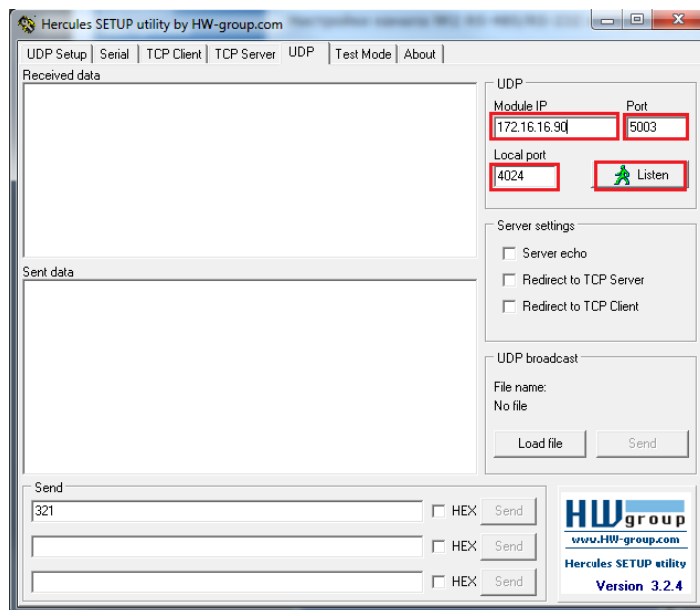 Hercules SETUP utility by HW-group.com
UDP Setup Serial TCP Client TCP Server UDP Test Mode About
Received data
UDP
Module IP Port
172.16.16.90 5003
Local port
4024 Listen
Server settings
Server echo
Redirect to TCP Server
Redirect to TCP Client
Sent data
UDP broadcast
File name:
No file
Load file Send
Send
321 HEX Send
HEX Send
HEX Send
HW group
www.HW-group.com
Hercules SETUP utility
Version 3.2.4